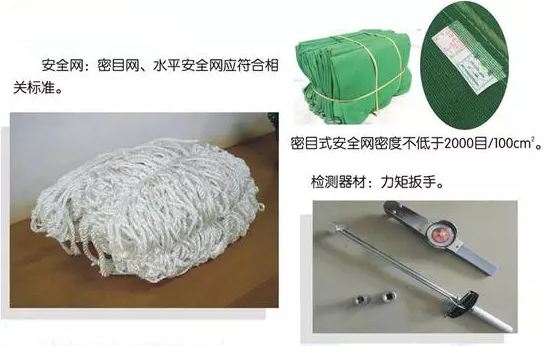 安全网：密目网、水平安全网应符合相
关标准。
密目式安全网密度不低于2000目/100cm²。
检测器材：力矩扳手。